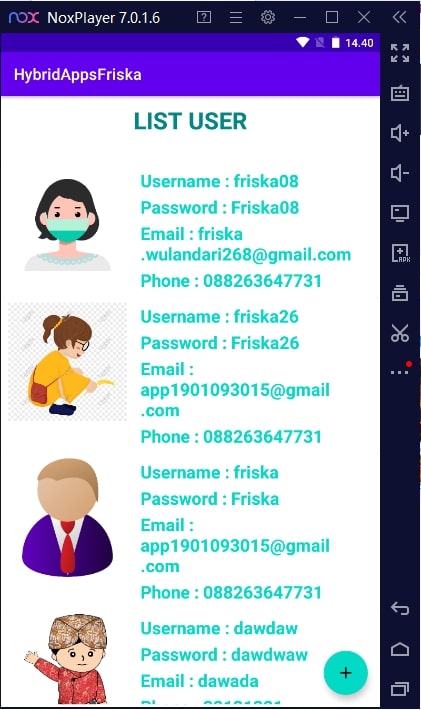 nox NoxPlayer 7.0.1.6
14.40
HybridAppsFriska
LIST USER
Username : friska08
Password : Friska08
Email : friska
.wulandari268@gmail.com
Phone : 088263647731
Username : friska26
Password : Friska26
Email :
app1901093015@gmail
.com
Phone : 088263647731
Username : friska
Password : Friska
Email :
app1901093015@gmail
.com
Phone : 088263647731
Username : dawdaw
Password : dawdwaw
Email : dawada
APK